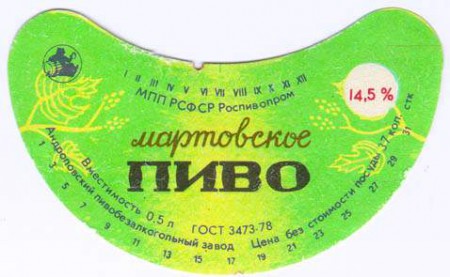 I II III IV V VI VII VIII IX X XI XII
МПП РСФСР Роспивопром
14,5 %
мартовское
ПИВО
ГОСТ 3473-78
Вместимость 0,5 л
Цена без стоимости посуды 37 коп. стк
Андроповский пивобезалкогольный завод
1 3 5 7 9 11 13 15 17 19 21 23 25 27 29 31